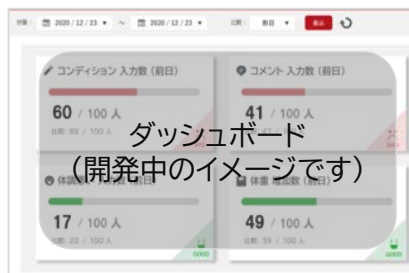 対象: 2020 / 12 / 23 ▼ ～ 2020 / 12 / 23 ▼ 比較: 前日 ▼ 表示
コンディション 入力数 (前日)
60 / 100 人
比較: 88 / 100 人
コメント 入力数 (前日)
41 / 100 人
ダッシュボード
(開発中のイメージです)
17 / 100 人
比較: 20 / 100 人
GOOD
体重 増加数 (前日)
49 / 100 人
比較: 39 / 100 人
GOOD